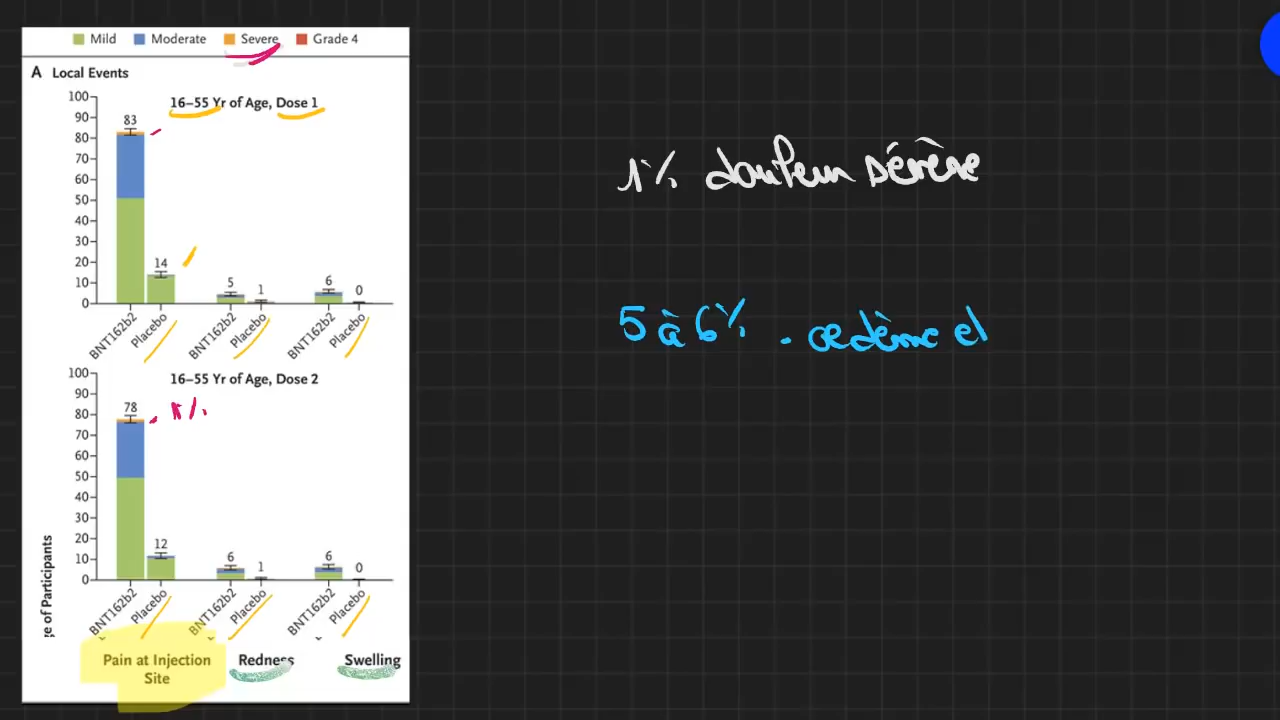 Mild Moderate Severe Grade 4
A Local Events
16–55 Yr of Age, Dose 1
100
90
80
70
60
50
40
30
20
10
0
83
14
5
1
6
0
BNT162b2 Placebo BNT162b2 Placebo BNT162b2 Placebo
16–55 Yr of Age, Dose 2
100
90
80
70
60
50
40
30
20
10
0
78
1%
12
6
1
6
0
BNT162b2 Placebo BNT162b2 Placebo BNT162b2 Placebo
ge of Participants
Pain at Injection
Site
Redness
Swelling
1% douleur sévère
5 à 6% . œdème et